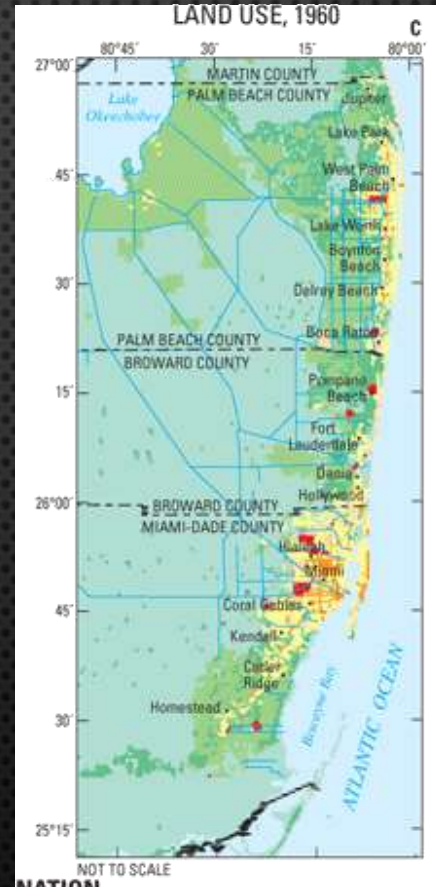 LAND USE, 1960
C
80°45′ 30′ 15′ 80°00′
27°00′
MARTIN COUNTY
PALM BEACH COUNTY
Jupiter
Lake
Okeechobee
Lake Park
45′
West Palm
Beach
Lake Worth
Boynton
Beach
30′
Delray Beach
Boca Raton
PALM BEACH COUNTY
BROWARD COUNTY
15′
Pompano
Beach
Fort
Lauderdale
Dania
Hollywood
26°00′
BROWARD COUNTY
MIAMI-DADE COUNTY
Hialeah
Miami
45′
Coral Gables
Kendall
Cutler
Ridge
Homestead
30′
Biscayne Bay
ATLANTIC OCEAN
25°15′
NOT TO SCALE
NATION